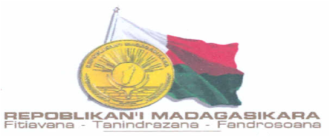 REPOBLIKAN'I MADAGASIKARA
Fitiavana - Tanindrazana - Fandrosoana